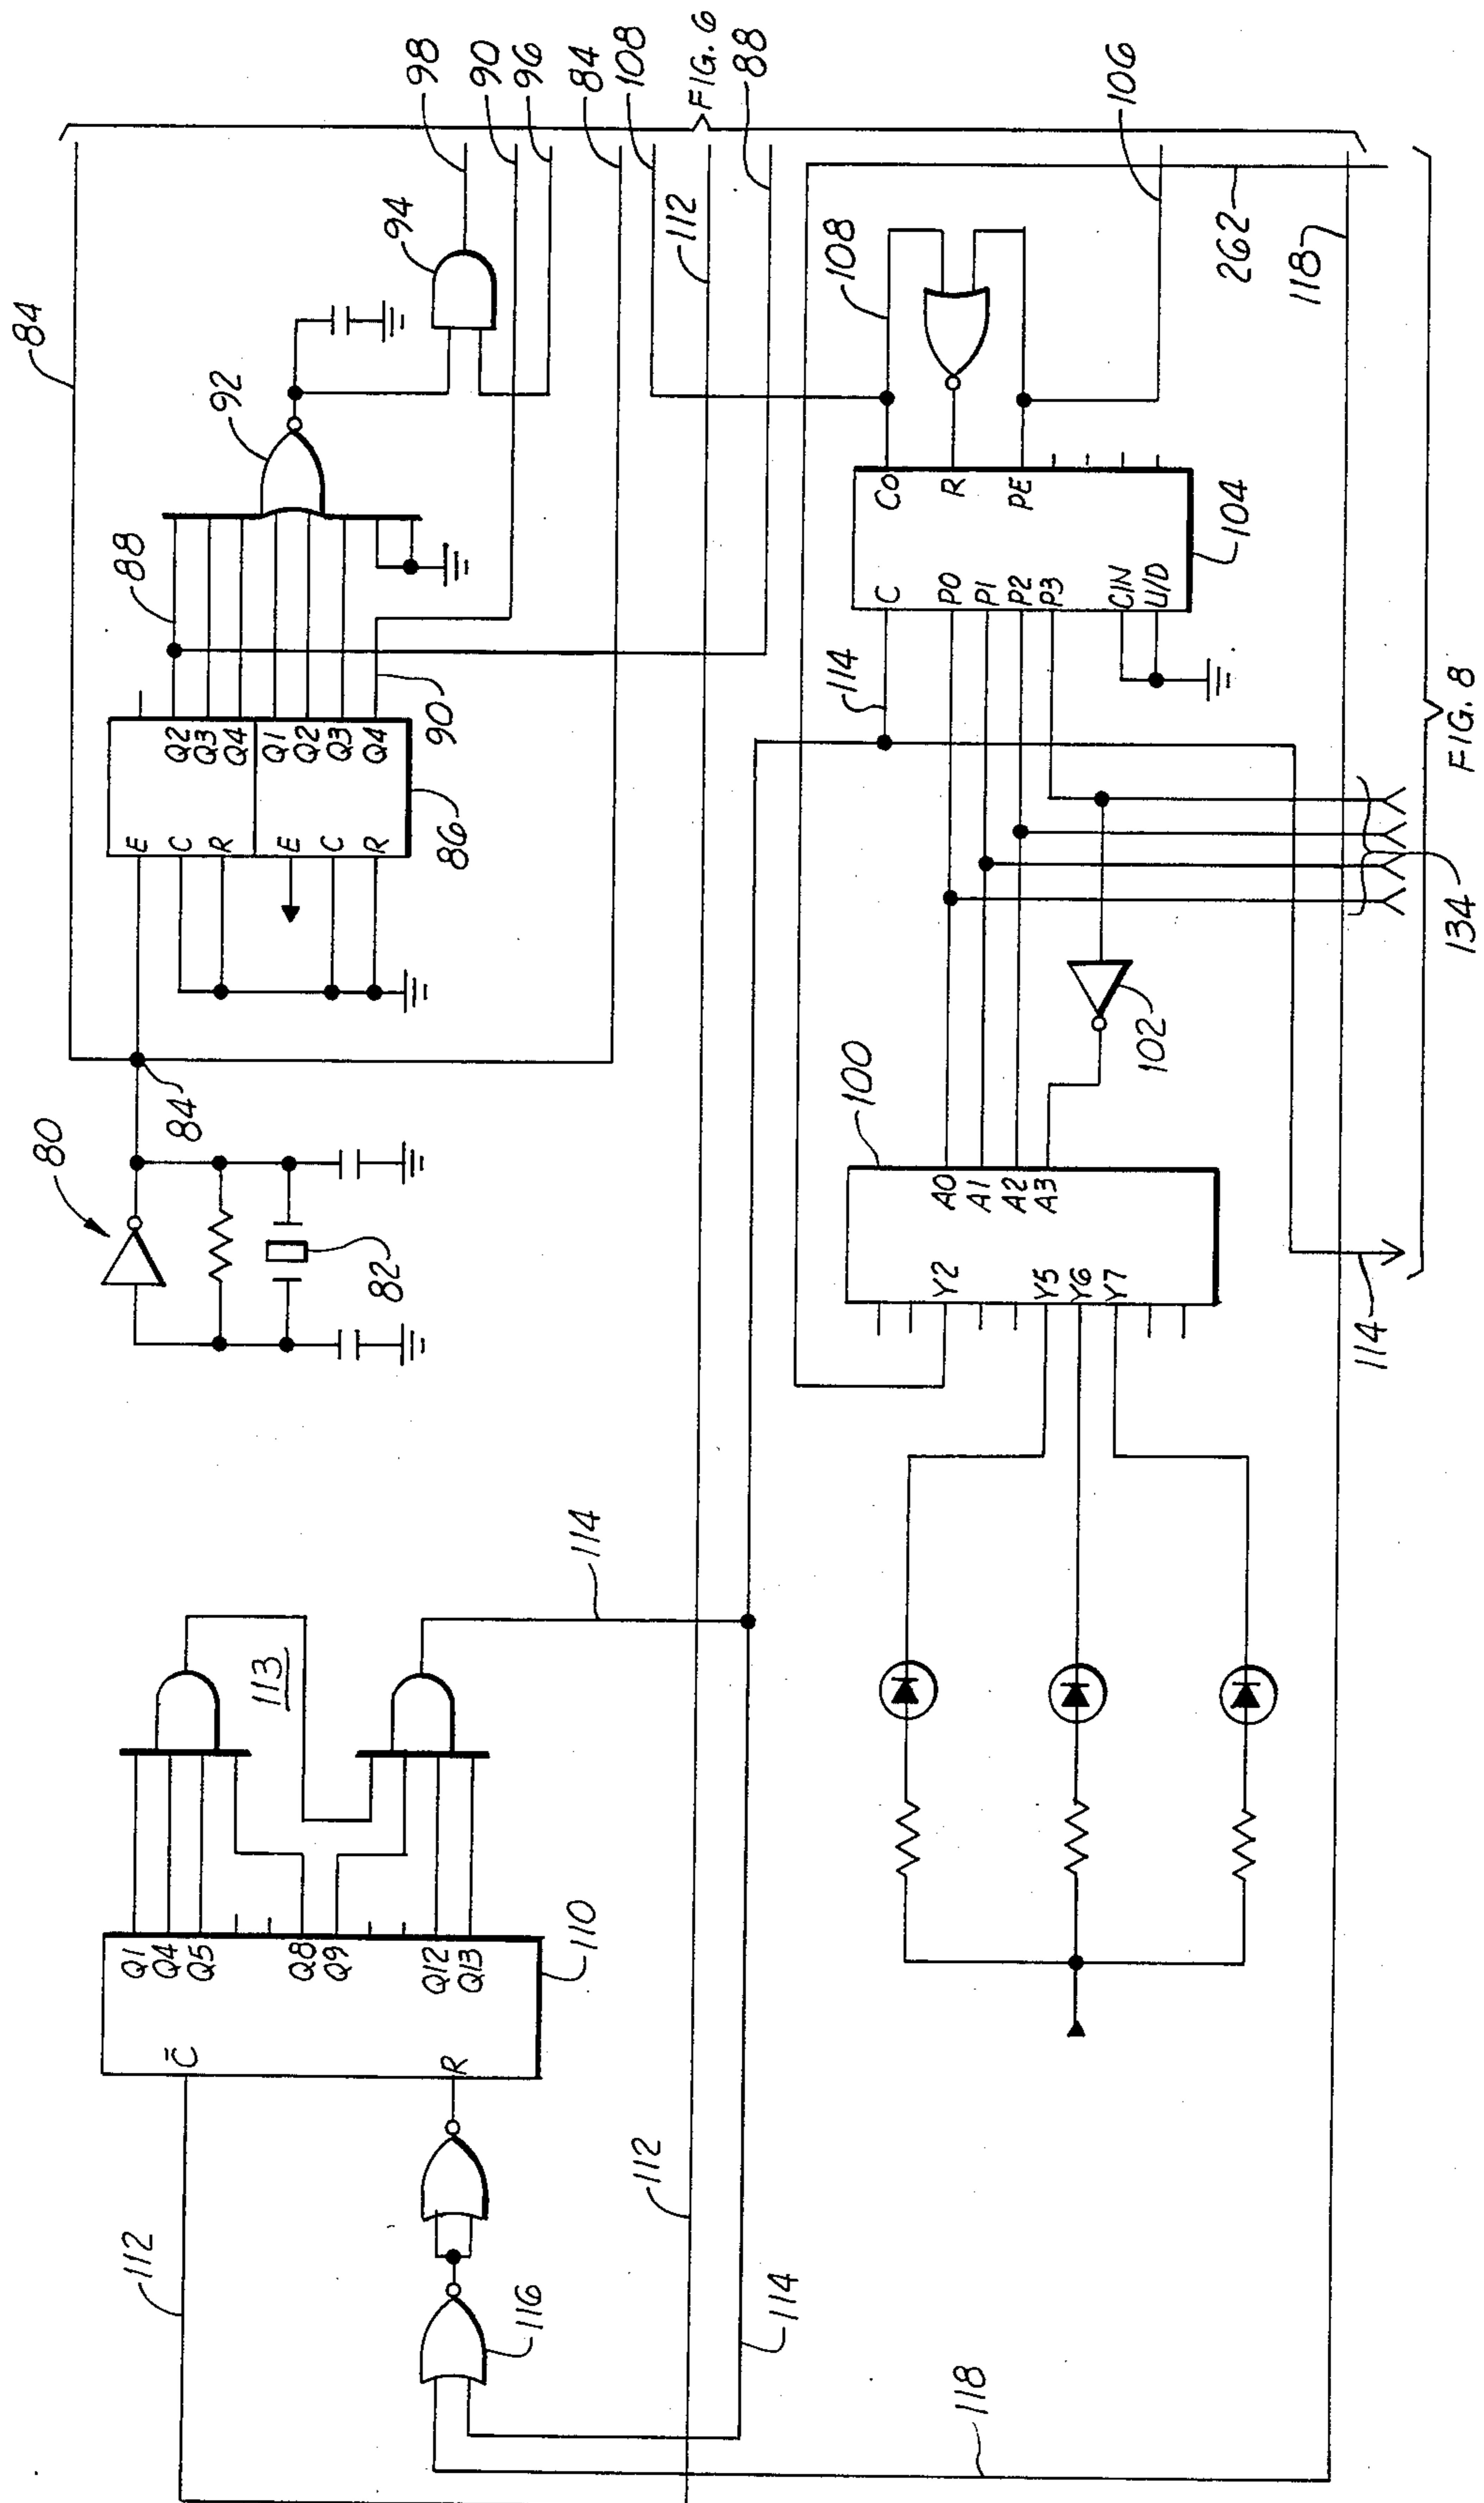 84
98
90
96
84
108
FIG. 6
88
94
92
88
112
Q2
Q3
Q4
Q1
Q2
Q3
Q4
E
C
R
E
C
R
86
90
80
84
82
108
106
262
118
CO
R
PE
C
P0
P1
P2
P3
CIN
U/D
104
114
134
FIG. 8
100
102
A0
A1
A2
A3
Y2
Y5
Y6
Y7
114
113
114
Q1
Q4
Q5
Q8
Q9
Q12
Q13
C̄
R
110
112
112
116
114
118